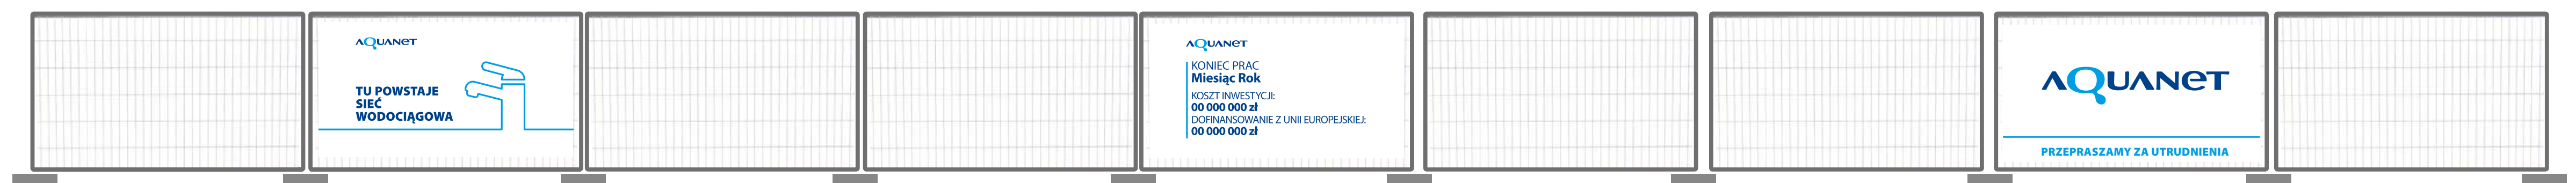 AQUANET
TU POWSTAJE
SIEĆ
WODOCIĄGOWA
AQUANET
KONIEC PRAC
Miesiąc Rok
KOSZT INWESTYCJI:
00 000 000 zł
DOFINANSOWANIE Z UNII EUROPEJSKIEJ:
00 000 000 zł
AQUANET
PRZEPRASZAMY ZA UTRUDNIENIA